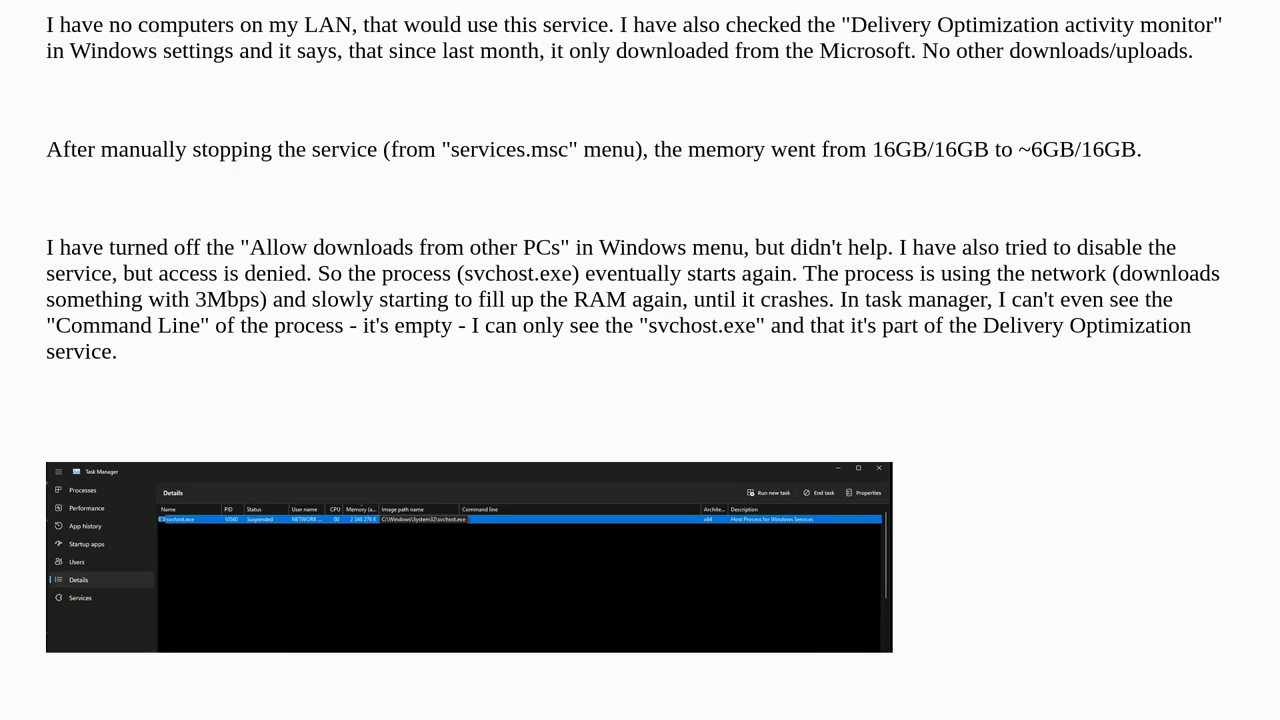 I have no computers on my LAN, that would use this service. I have also checked the "Delivery Optimization activity monitor"
in Windows settings and it says, that since last month, it only downloaded from the Microsoft. No other downloads/uploads.
After manually stopping the service (from "services.msc" menu), the memory went from 16GB/16GB to ~6GB/16GB.
I have turned off the "Allow downloads from other PCs" in Windows menu, but didn't help. I have also tried to disable the
service, but access is denied. So the process (svchost.exe) eventually starts again. The process is using the network (downloads
something with 3Mbps) and slowly starting to fill up the RAM again, until it crashes. In task manager, I can't even see the
"Command Line" of the process - it's empty - I can only see the "svchost.exe" and that it's part of the Delivery Optimization
service.
Task Manager
Processes
Performance
App history
Startup apps
Users
Details
Services
Details
Run new task End task Properties
Name PID Status User name CPU Memory (a... Image path name Command line Archite... Description
svchost.exe 10560 Suspended NETWORK ... 00 2 248 276 K C:\Windows\System32\svchost.exe x64 Host Process for Windows Services